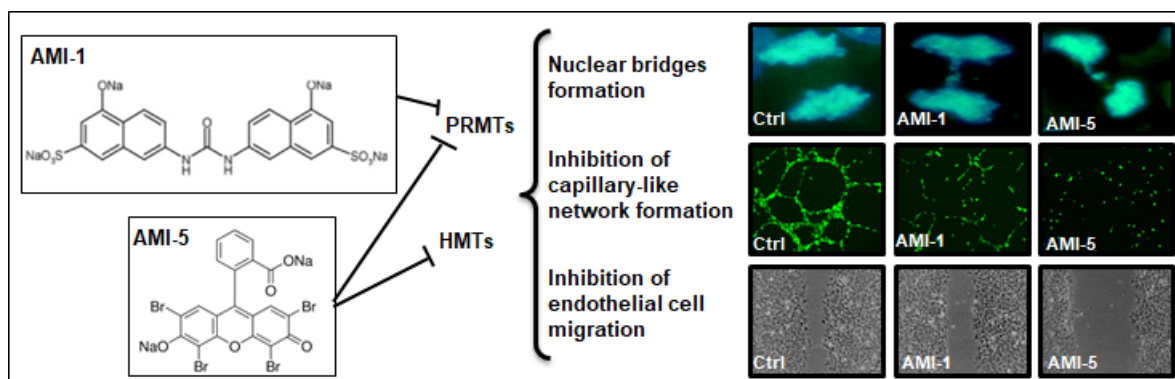 AMI-1
ONa
ONa
O
NaO₃S
N
H
N
H
SO₃Na
AMI-5
ONa
O
Br
Br
NaO
O
O
Br
Br
PRMTs
HMTs
Nuclear bridges
formation
Ctrl
AMI-1
AMI-5
Inhibition of
capillary-like
network formation
Ctrl
AMI-1
AMI-5
Inhibition of
endothelial cell
migration
Ctrl
AMI-1
AMI-5